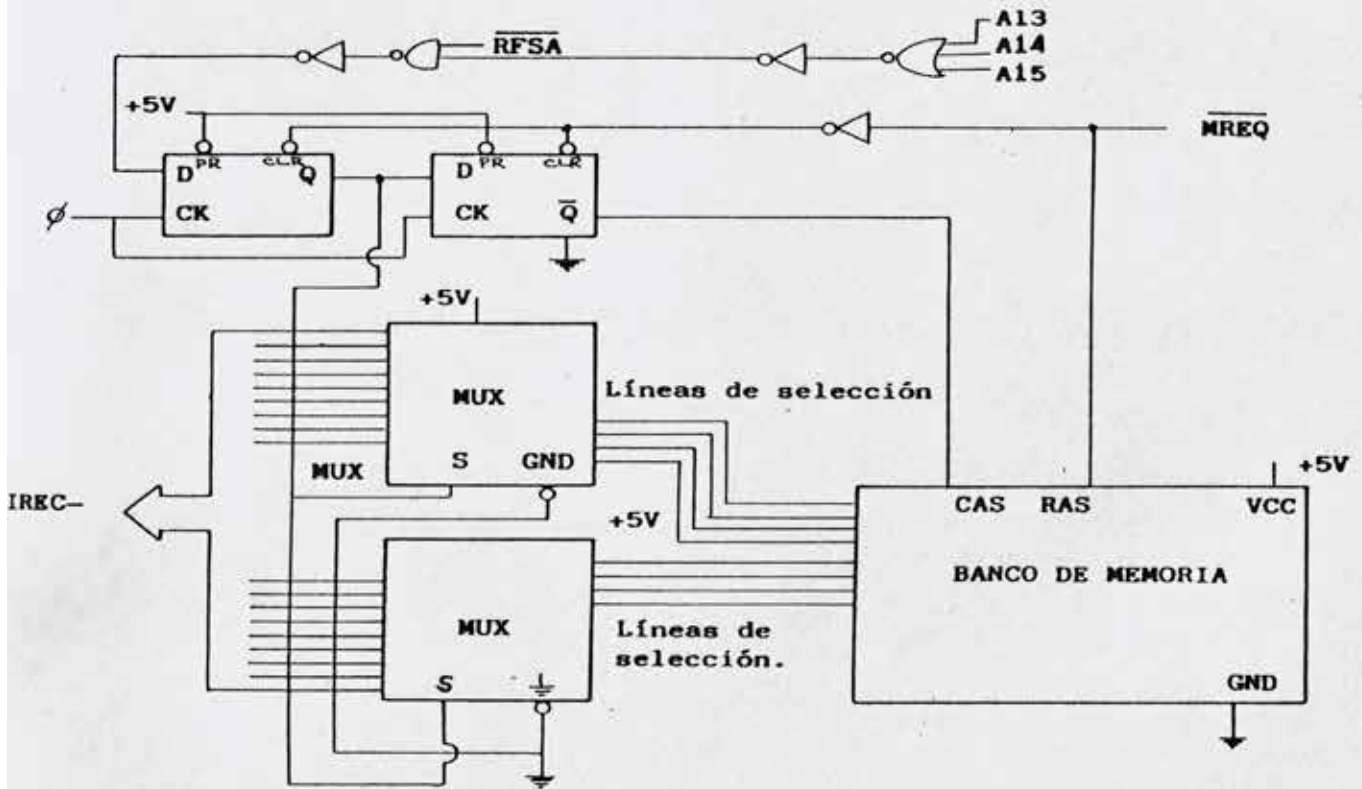 A13
RFSA
A14
A15
+5V
MREQ
PR
CLR
D
Q
CK
PR
CLR
D
CK
Q
ø
+5V
MUX
Líneas de selección
MUX
S
GND
IREC—
+5V
CAS
RAS
+5V
VCC
BANCO DE MEMORIA
MUX
Líneas de
selección.
S
GND